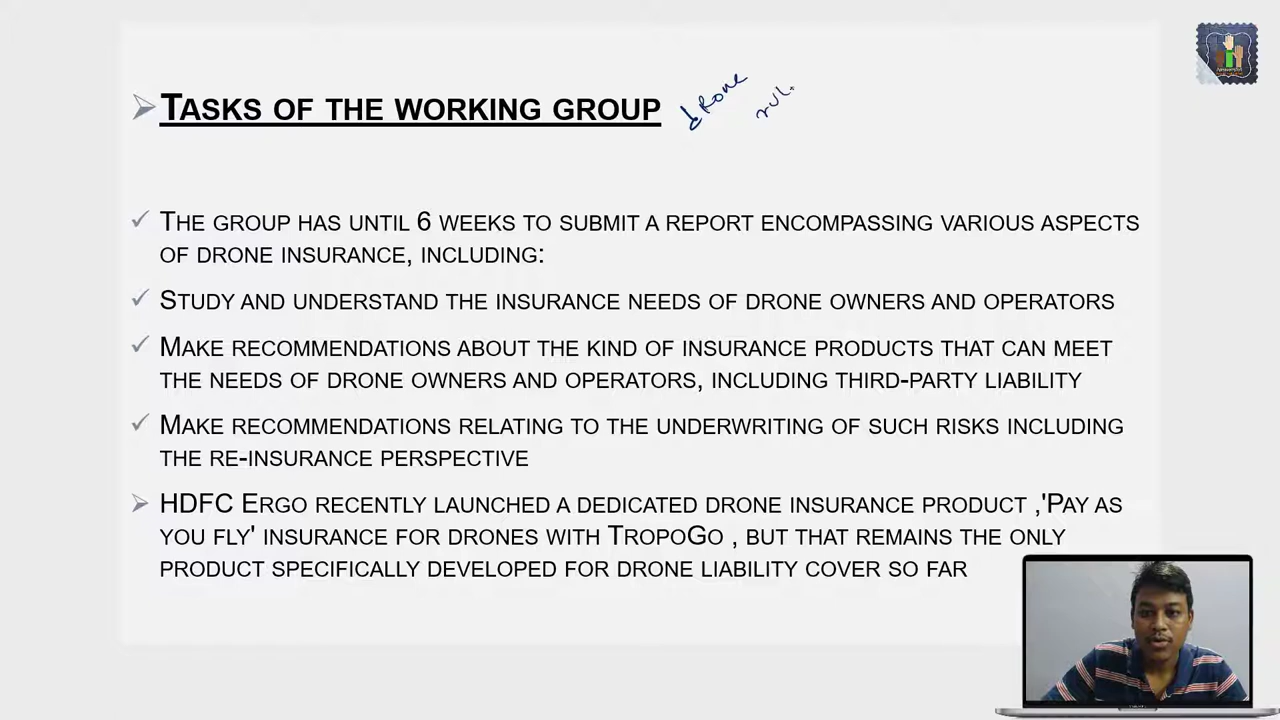 TASKS OF THE WORKING GROUP
drone
THE GROUP HAS UNTIL 6 WEEKS TO SUBMIT A REPORT ENCOMPASSING VARIOUS ASPECTS
OF DRONE INSURANCE, INCLUDING:
STUDY AND UNDERSTAND THE INSURANCE NEEDS OF DRONE OWNERS AND OPERATORS
MAKE RECOMMENDATIONS ABOUT THE KIND OF INSURANCE PRODUCTS THAT CAN MEET
THE NEEDS OF DRONE OWNERS AND OPERATORS, INCLUDING THIRD-PARTY LIABILITY
MAKE RECOMMENDATIONS RELATING TO THE UNDERWRITING OF SUCH RISKS INCLUDING
THE RE-INSURANCE PERSPECTIVE
HDFC ERGO RECENTLY LAUNCHED A DEDICATED DRONE INSURANCE PRODUCT ,'PAY AS
YOU FLY' INSURANCE FOR DRONES WITH TROPOGO , BUT THAT REMAINS THE ONLY
PRODUCT SPECIFICALLY DEVELOPED FOR DRONE LIABILITY COVER SO FAR